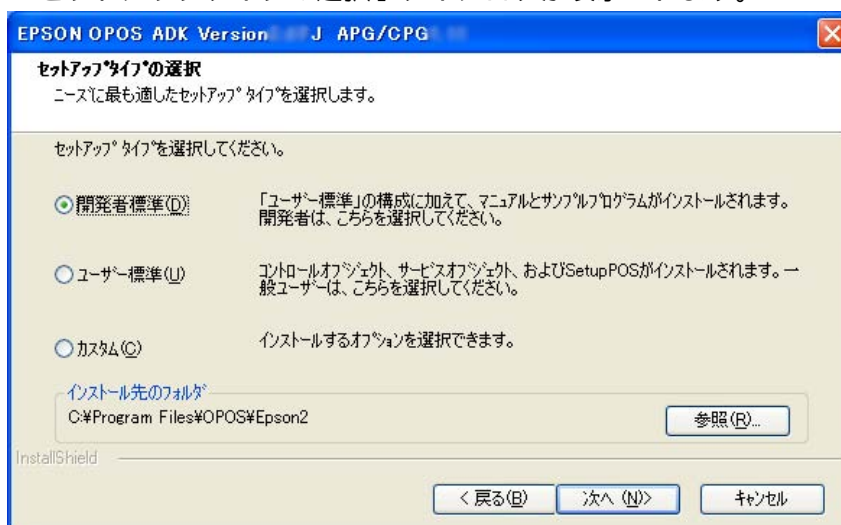 EPSON OPOS ADK Version J APG/CPG
セットアップ タイプの選択
ニーズに最も適したセットアップ タイプを選択します。
セットアップ タイプを選択してください。
開発者標準(D)
「ユーザー標準」の構成に加えて、マニュアルとサンプルプログラムがインストールされます。
開発者は、こちらを選択してください。
ユーザー標準(U)
コントロールオブジェクト、サービスオブジェクト、およびSetupPOSがインストールされます。一
般ユーザーは、こちらを選択してください。
カスタム(C)
インストールするオプションを選択できます。
インストール先のフォルダ
C:¥Program Files¥OPOS¥Epson2
参照(R)...
InstallShield
< 戻る(B)
次へ (N)>
キャンセル